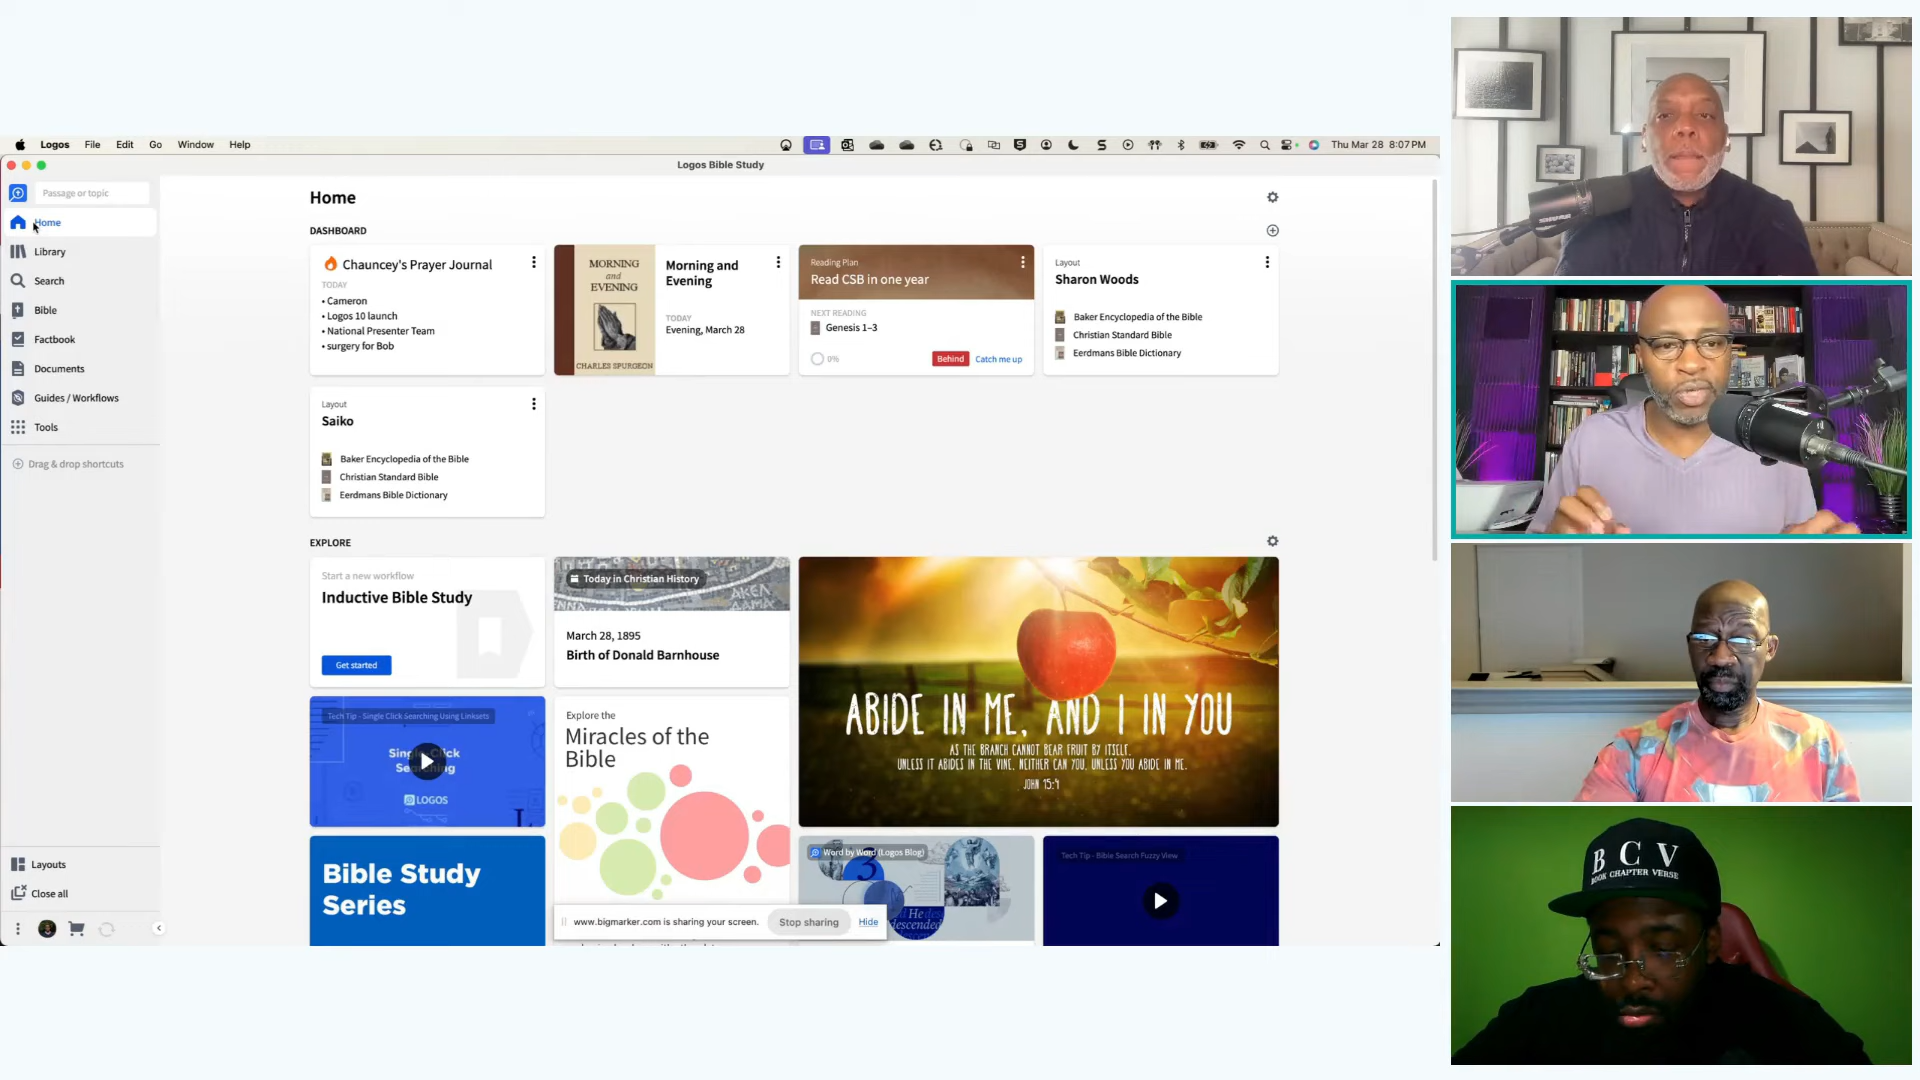 Logos File Edit Go Window Help
Thu Mar 28 8:07 PM
Logos Bible Study
Passage or topic
Home
Library
Search
Bible
Factbook
Documents
Guides / Workflows
Tools
Drag & drop shortcuts
Layouts
Close all
Home
DASHBOARD
Chauncey's Prayer Journal
TODAY
• Cameron
• Logos 10 launch
• National Presenter Team
• surgery for Bob
MORNING
and
EVENING
CHARLES SPURGEON
Morning and
Evening
TODAY
Evening, March 28
Reading Plan
Read CSB in one year
NEXT READING
Genesis 1–3
0%
Behind
Catch me up
Layout
Sharon Woods
Baker Encyclopedia of the Bible
Christian Standard Bible
Eerdmans Bible Dictionary
Layout
Saiko
Baker Encyclopedia of the Bible
Christian Standard Bible
Eerdmans Bible Dictionary
EXPLORE
Start a new workflow
Inductive Bible Study
Get started
Today in Christian History
March 28, 1895
Birth of Donald Barnhouse
ABIDE IN ME, AND I IN YOU
AS THE BRANCH CANNOT BEAR FRUIT BY ITSELF,
UNLESS IT ABIDES IN THE VINE, NEITHER CAN YOU, UNLESS YOU ABIDE IN ME.
JOHN 15:4
Tech Tip - Single Click Searching Using Linksets
Single Click
Searching
LOGOS
Explore the
Miracles of the
Bible
Bible Study
Series
Word by Word (Logos Blog)
3
He
descended
Tech Tip - Bible Search Fuzzy View
www.bigmarker.com is sharing your screen.
Stop sharing
Hide
B C V
BOOK CHAPTER VERSE